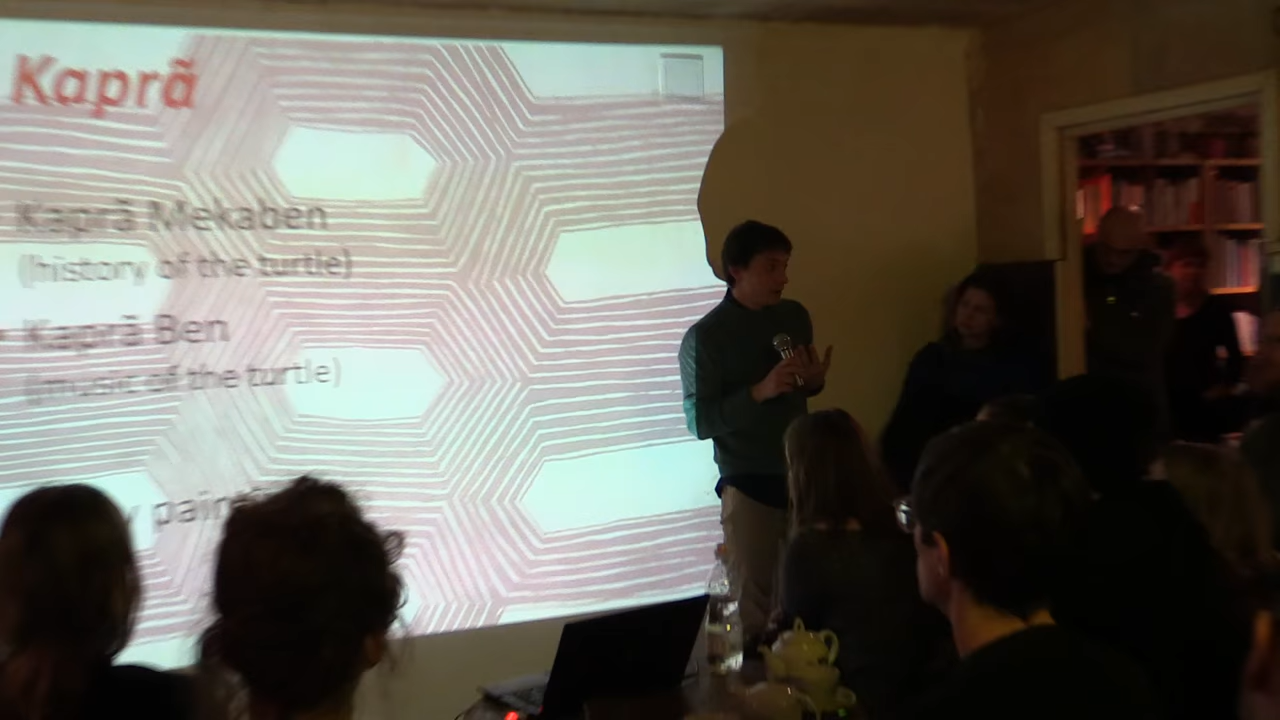 Kaprã
Kaprã Mekaben
(history of the turtle)
Kaprã Ben
(music of the turtle)